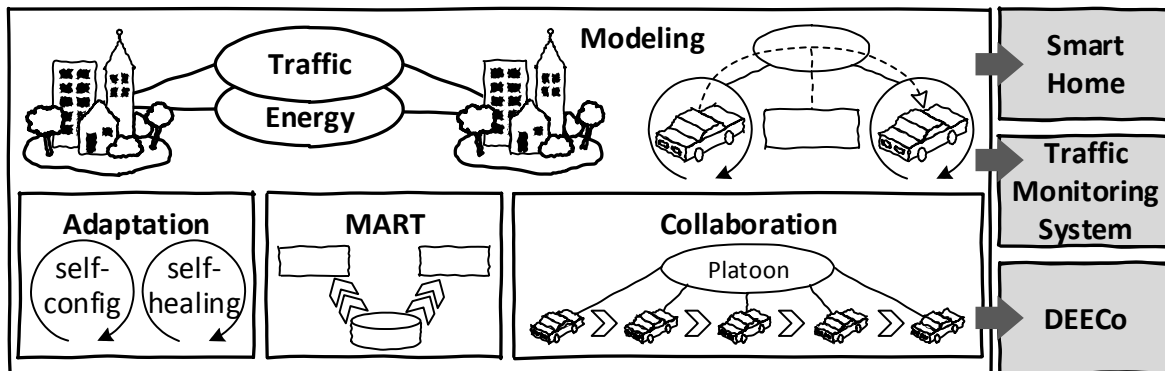 Modeling
Traffic
Energy
Adaptation
self-
config
self-
healing
MART
Collaboration
Platoon
Smart
Home
Traffic
Monitoring
System
DEECo